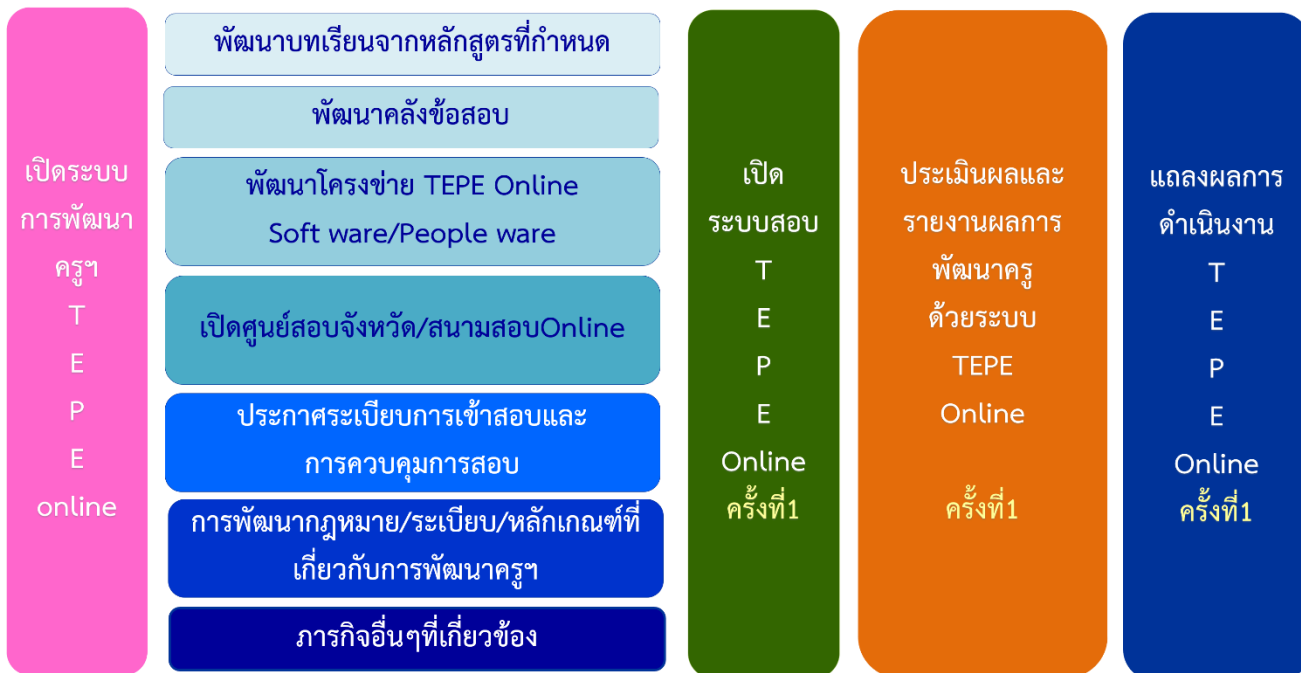 เปิดระบบ
การพัฒนา
ครูฯ
T
E
P
E
online
พัฒนาบทเรียนจากหลักสูตรที่กำหนด
พัฒนาคลังข้อสอบ
พัฒนาโครงข่าย TEPE Online
Soft ware/People ware
เปิดศูนย์สอบจังหวัด/สนามสอบOnline
ประกาศระเบียบการเข้าสอบและ
การควบคุมการสอบ
การพัฒนากฎหมาย/ระเบียบ/หลักเกณฑ์ที่
เกี่ยวกับการพัฒนาครูฯ
ภารกิจอื่นๆที่เกี่ยวข้อง
เปิด
ระบบสอบ
T
E
P
E
Online
ครั้งที่1
ประเมินผลและ
รายงานผลการ
พัฒนาครู
ด้วยระบบ
TEPE
Online
ครั้งที่1
แถลงผลการ
ดำเนินงาน
T
E
P
E
Online
ครั้งที่1